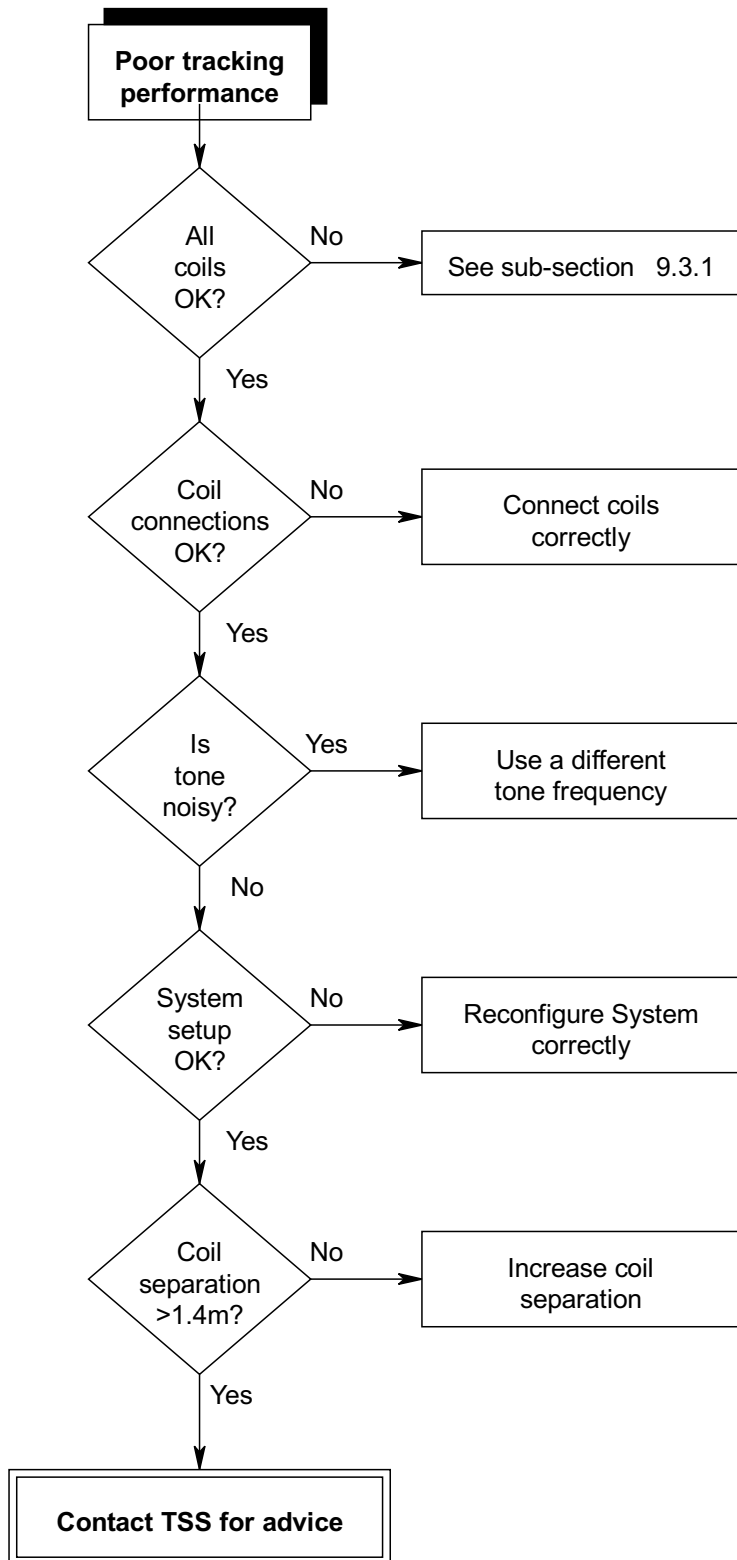 Poor tracking
performance
All
coils
OK?
No
See sub-section 9.3.1
Yes
Coil
connections
OK?
No
Connect coils
correctly
Yes
Is
tone
noisy?
Yes
Use a different
tone frequency
No
System
setup
OK?
No
Reconfigure System
correctly
Yes
Coil
separation
>1.4m?
No
Increase coil
separation
Yes
Contact TSS for advice